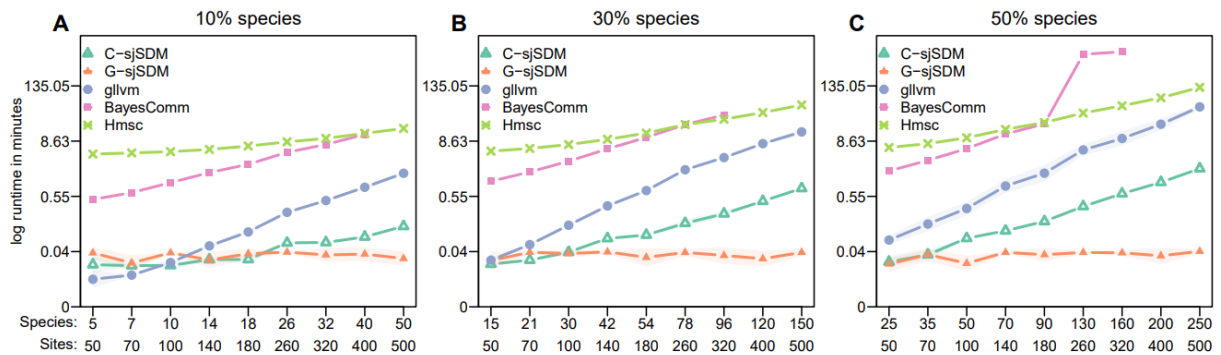 A 10% species
B 30% species
C 50% species
log runtime in minutes
C−sjSDM
G−sjSDM
gllvm
BayesComm
Hmsc
135.05
8.63
0.55
0.04
0
C−sjSDM
G−sjSDM
gllvm
BayesComm
Hmsc
135.05
8.63
0.55
0.04
0
C−sjSDM
G−sjSDM
gllvm
BayesComm
Hmsc
135.05
8.63
0.55
0.04
0
Species: 5 7 10 14 18 26 32 40 50 15 21 30 42 54 78 96 120 150 25 35 50 70 90 130 160 200 250
Sites: 50 70 100 140 180 260 320 400 500 50 70 100 140 180 260 320 400 500 50 70 100 140 180 260 320 400 500